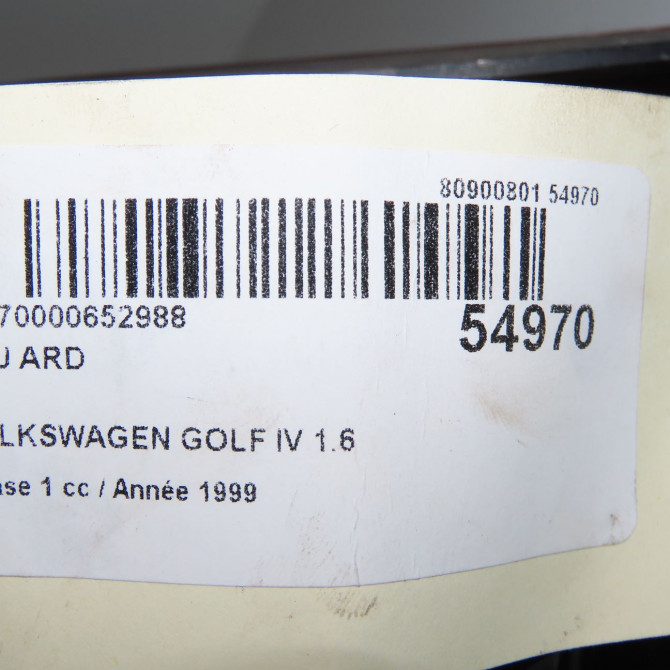 80900801 54970
70000652988
54970
U ARD
LKSWAGEN GOLF IV 1.6
ase 1 cc / Année 1999